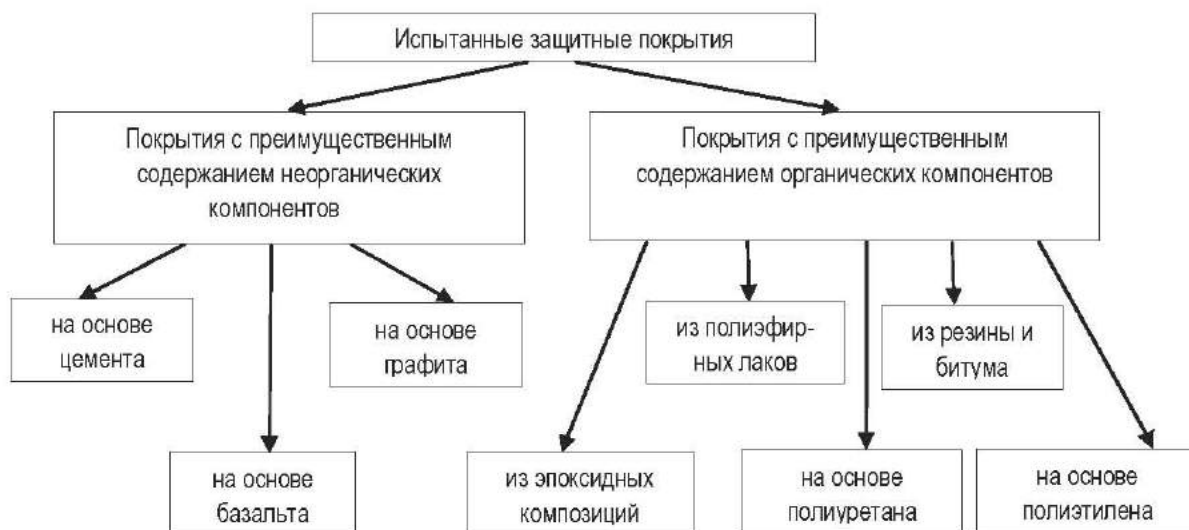 Испытанные защитные покрытия
Покрытия с преимущественным
содержанием неорганических
компонентов
Покрытия с преимущественным
содержанием органических компонентов
на основе
цемента
на основе
графита
из полиэфир-
ных лаков
из резины и
битума
на основе
базальта
из эпоксидных
композиций
на основе
полиуретана
на основе
полиэтилена